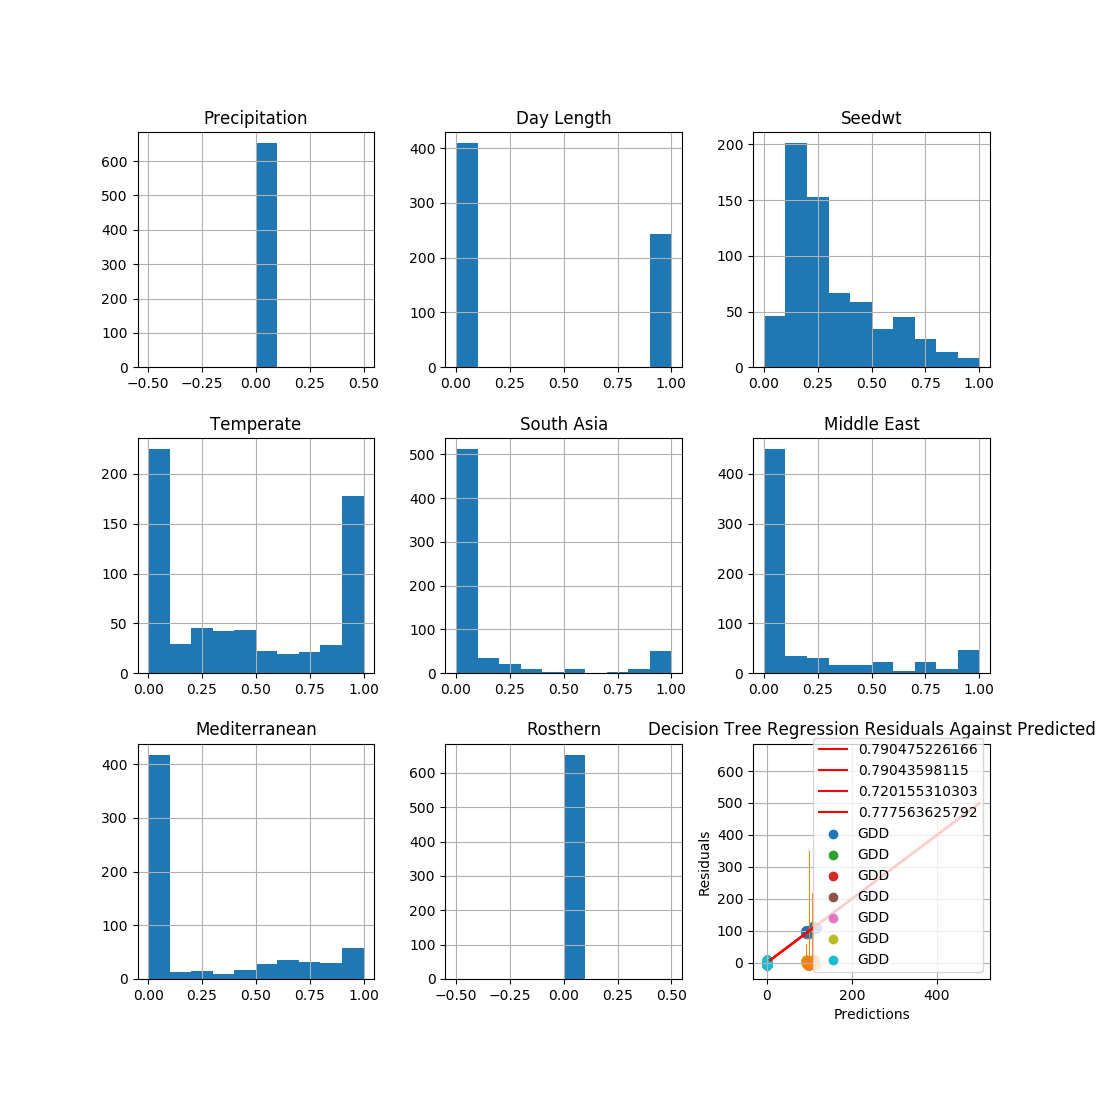 Precipitation
600
500
400
300
200
100
0
−0.50 −0.25 0.00 0.25 0.50
Day Length
400
300
200
100
0
0.00 0.25 0.50 0.75 1.00
Seedwt
200
150
100
50
0
0.00 0.25 0.50 0.75 1.00
Temperate
200
150
100
50
0
0.00 0.25 0.50 0.75 1.00
South Asia
500
400
300
200
100
0
0.00 0.25 0.50 0.75 1.00
Middle East
400
300
200
100
0
0.00 0.25 0.50 0.75 1.00
Mediterranean
400
300
200
100
0
0.00 0.25 0.50 0.75 1.00
Rosthern
600
500
400
300
200
100
0
−0.50 −0.25 0.00 0.25 0.50
Decision Tree Regression Residuals Against Predicted
Residuals
600
500
400
300
200
100
0
0.790475226166
0.79043598115
0.720155310303
0.777563625792
GDD
GDD
GDD
GDD
GDD
GDD
GDD
0 200 400
Predictions